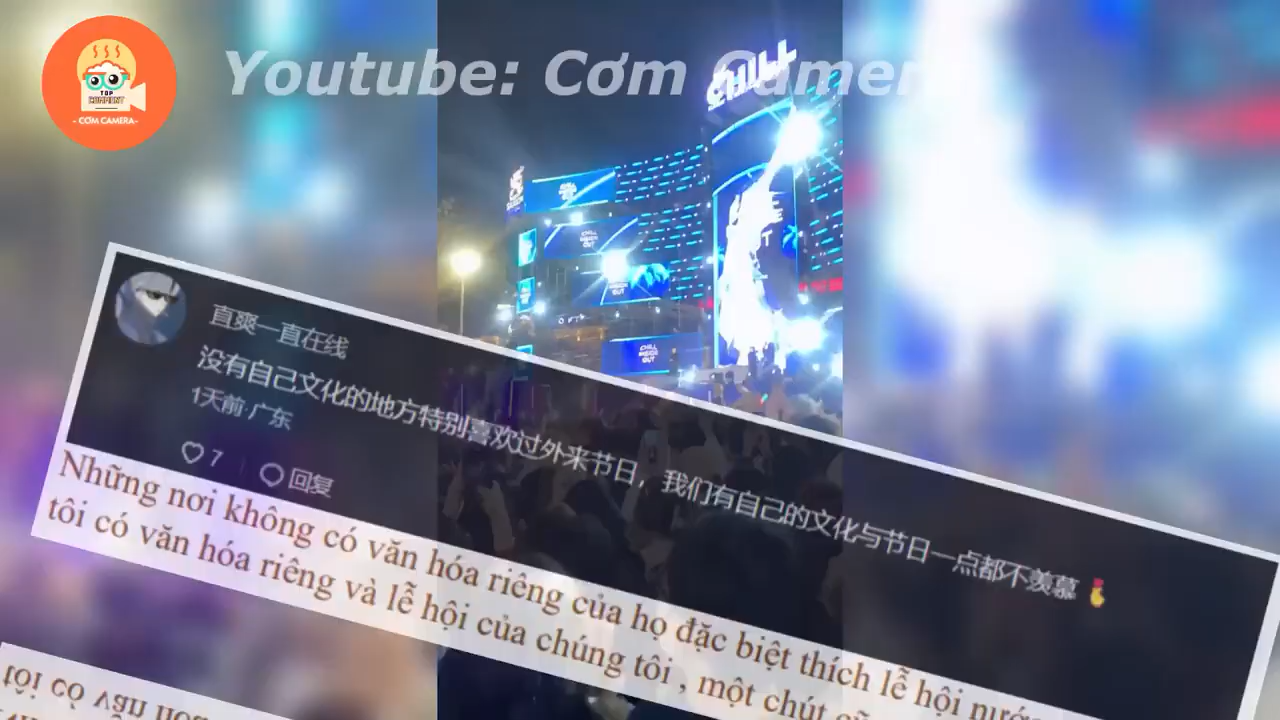 Youtube: Cơm Camer
TOP
COMMENT
- CƠM CAMERA-
CHILL
CHILL
INSIDE
OUT
直爽一直在线
没有自己文化的地方特别喜欢过外来节日，我们有自己的文化与节日一点都不羡慕
1天前·广东
7
回复
Những nơi không có văn hóa riêng của họ đặc biệt thích lễ hội nước
tôi có văn hóa riêng và lễ hội của chúng tôi , một chút